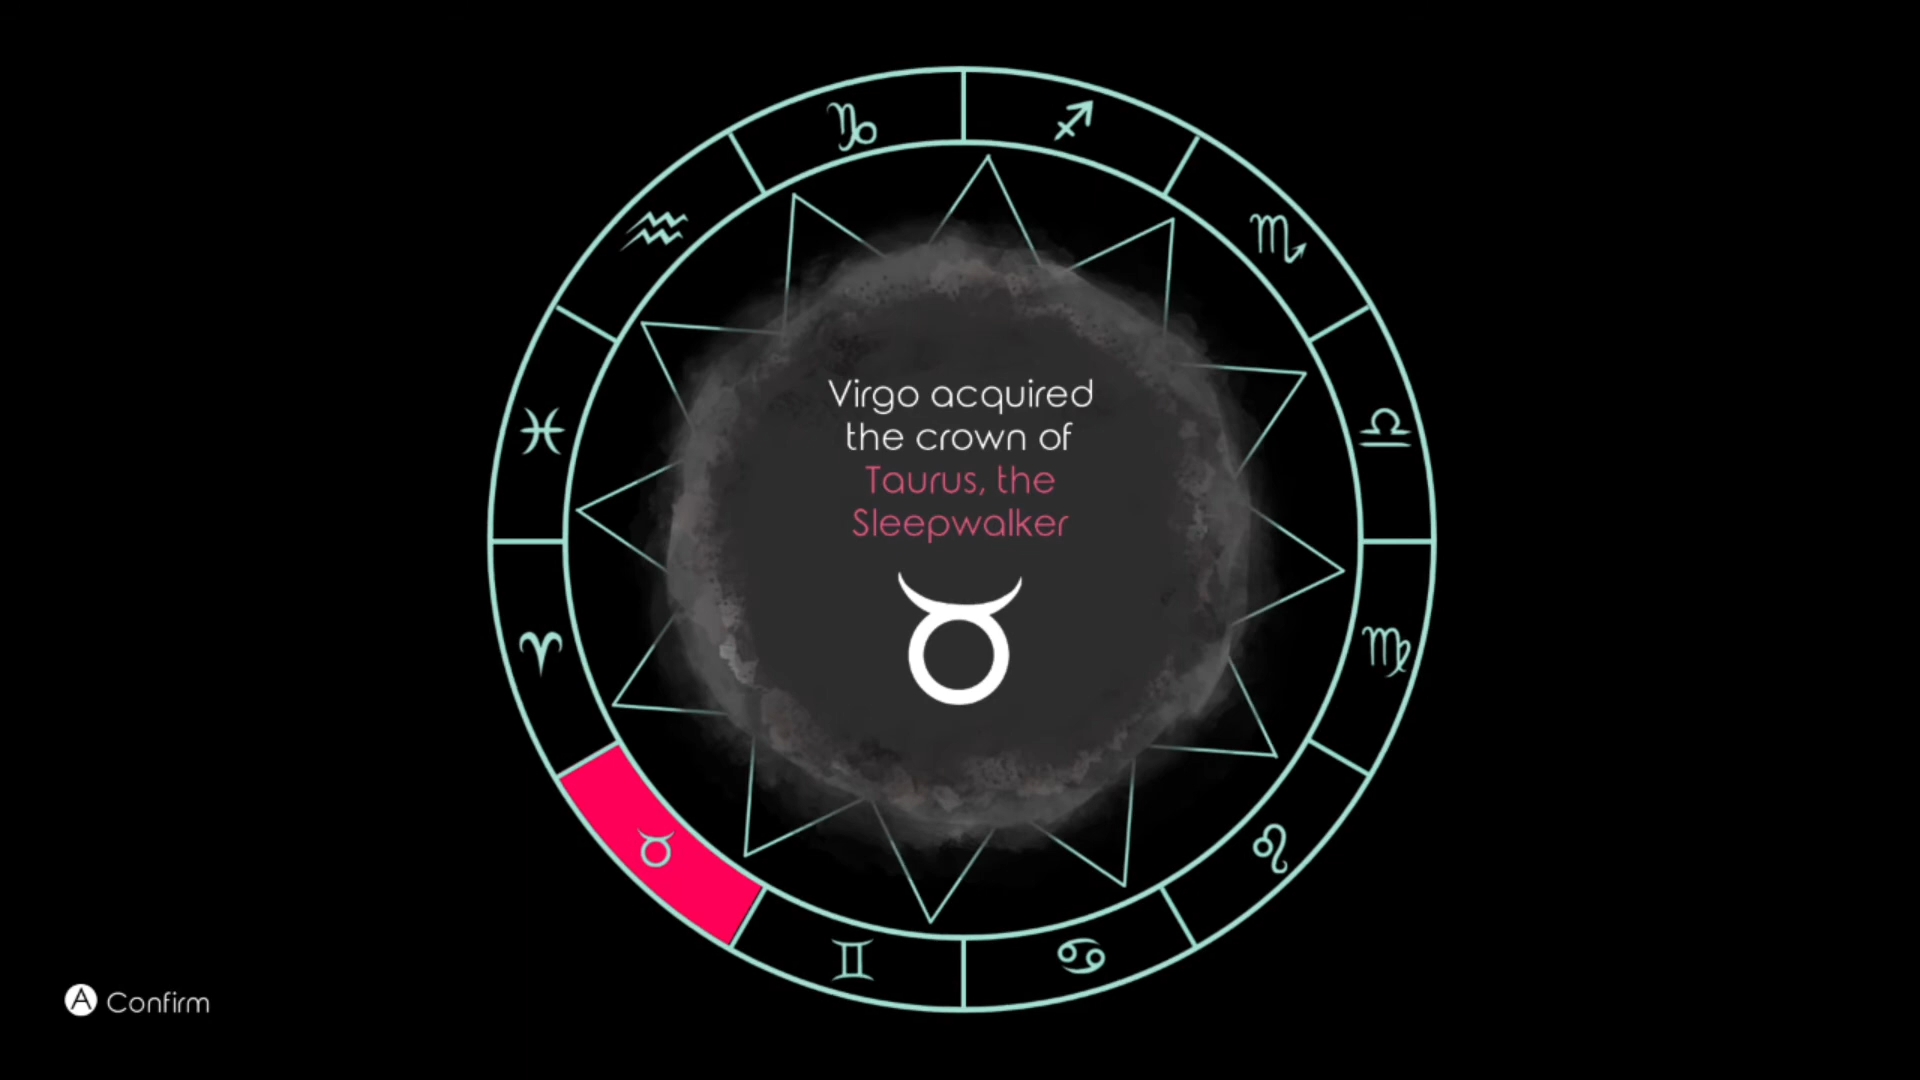 Virgo acquired
the crown of
Taurus, the
Sleepwalker
A Confirm